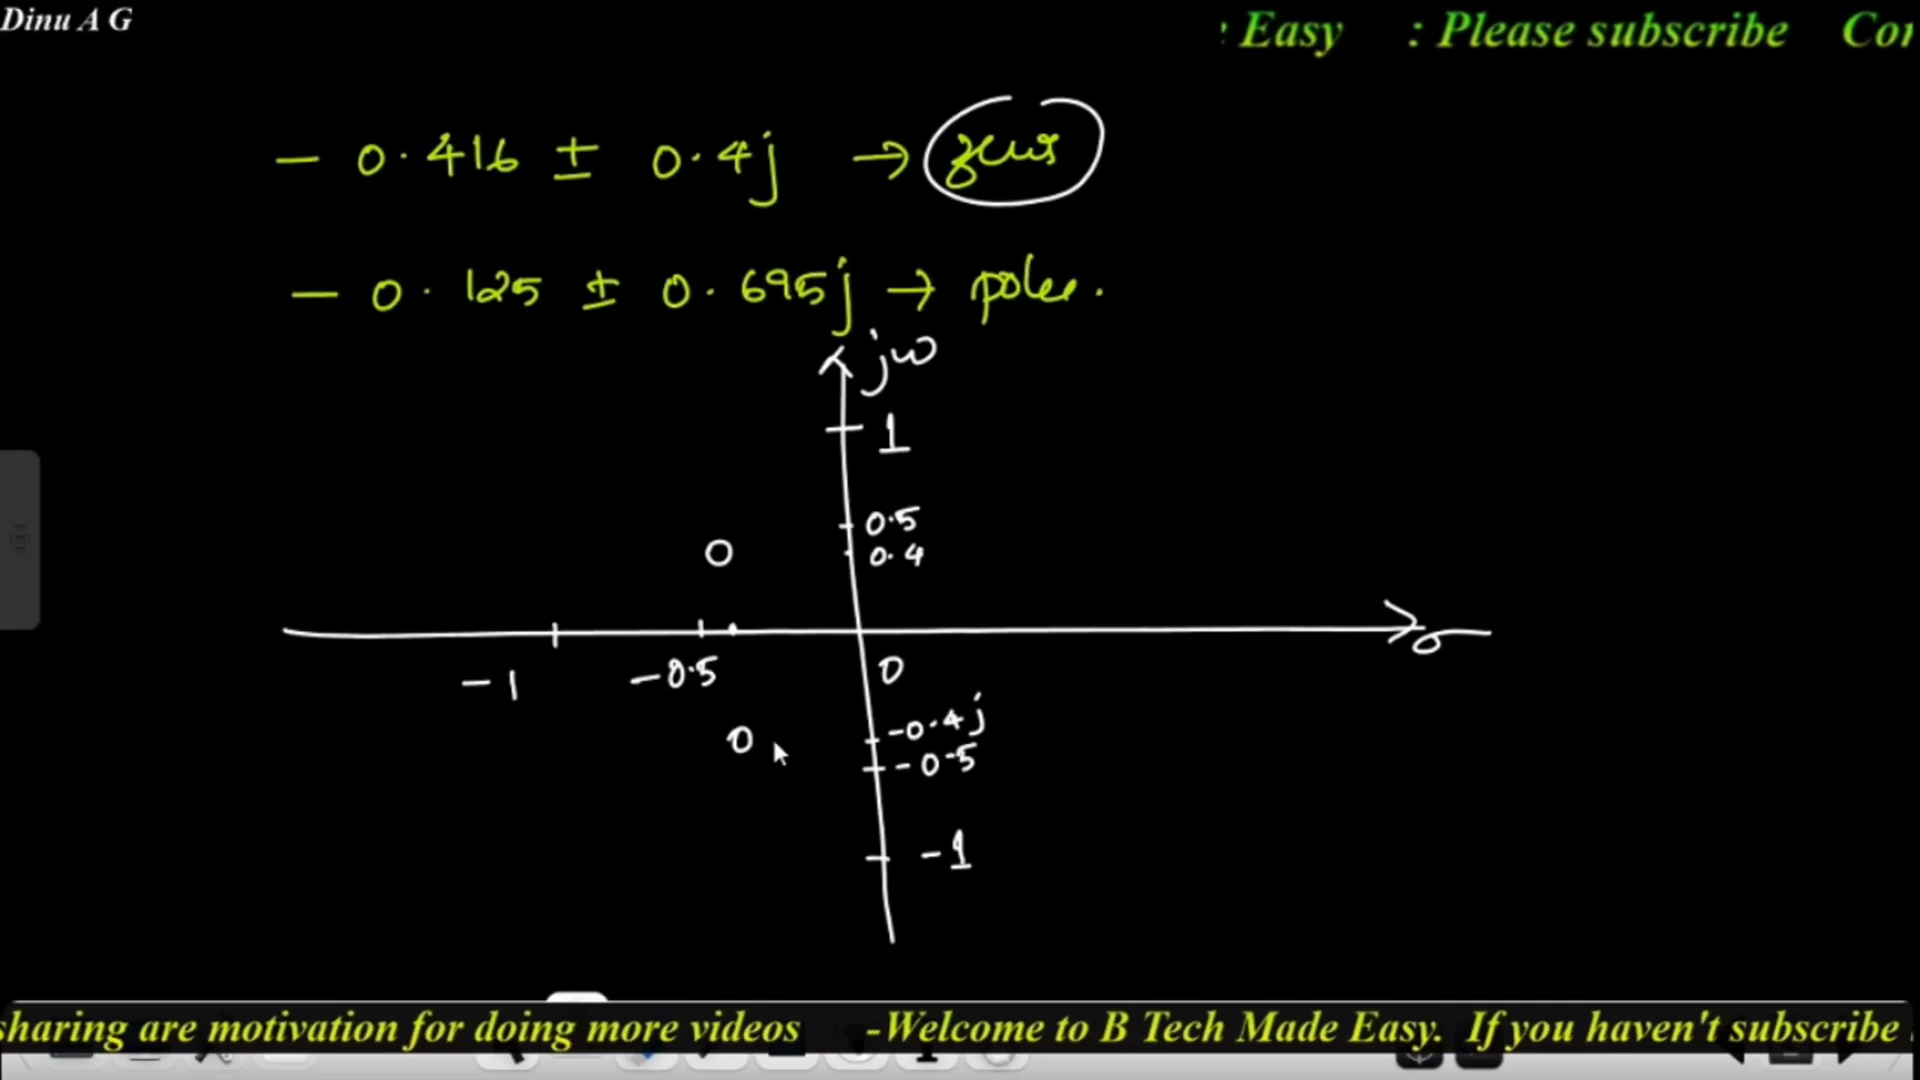 Dinu A G
Easy : Please subscribe
- 0.416 ± 0.4j → zeros
- 0.125 ± 0.695j → poles.
jω
1
0.5
0.4
-1 -0.5 0 σ
-0.4j
-0.5
-1
sharing are motivation for doing more videos -Welcome to B Tech Made Easy. If you haven't subscribe